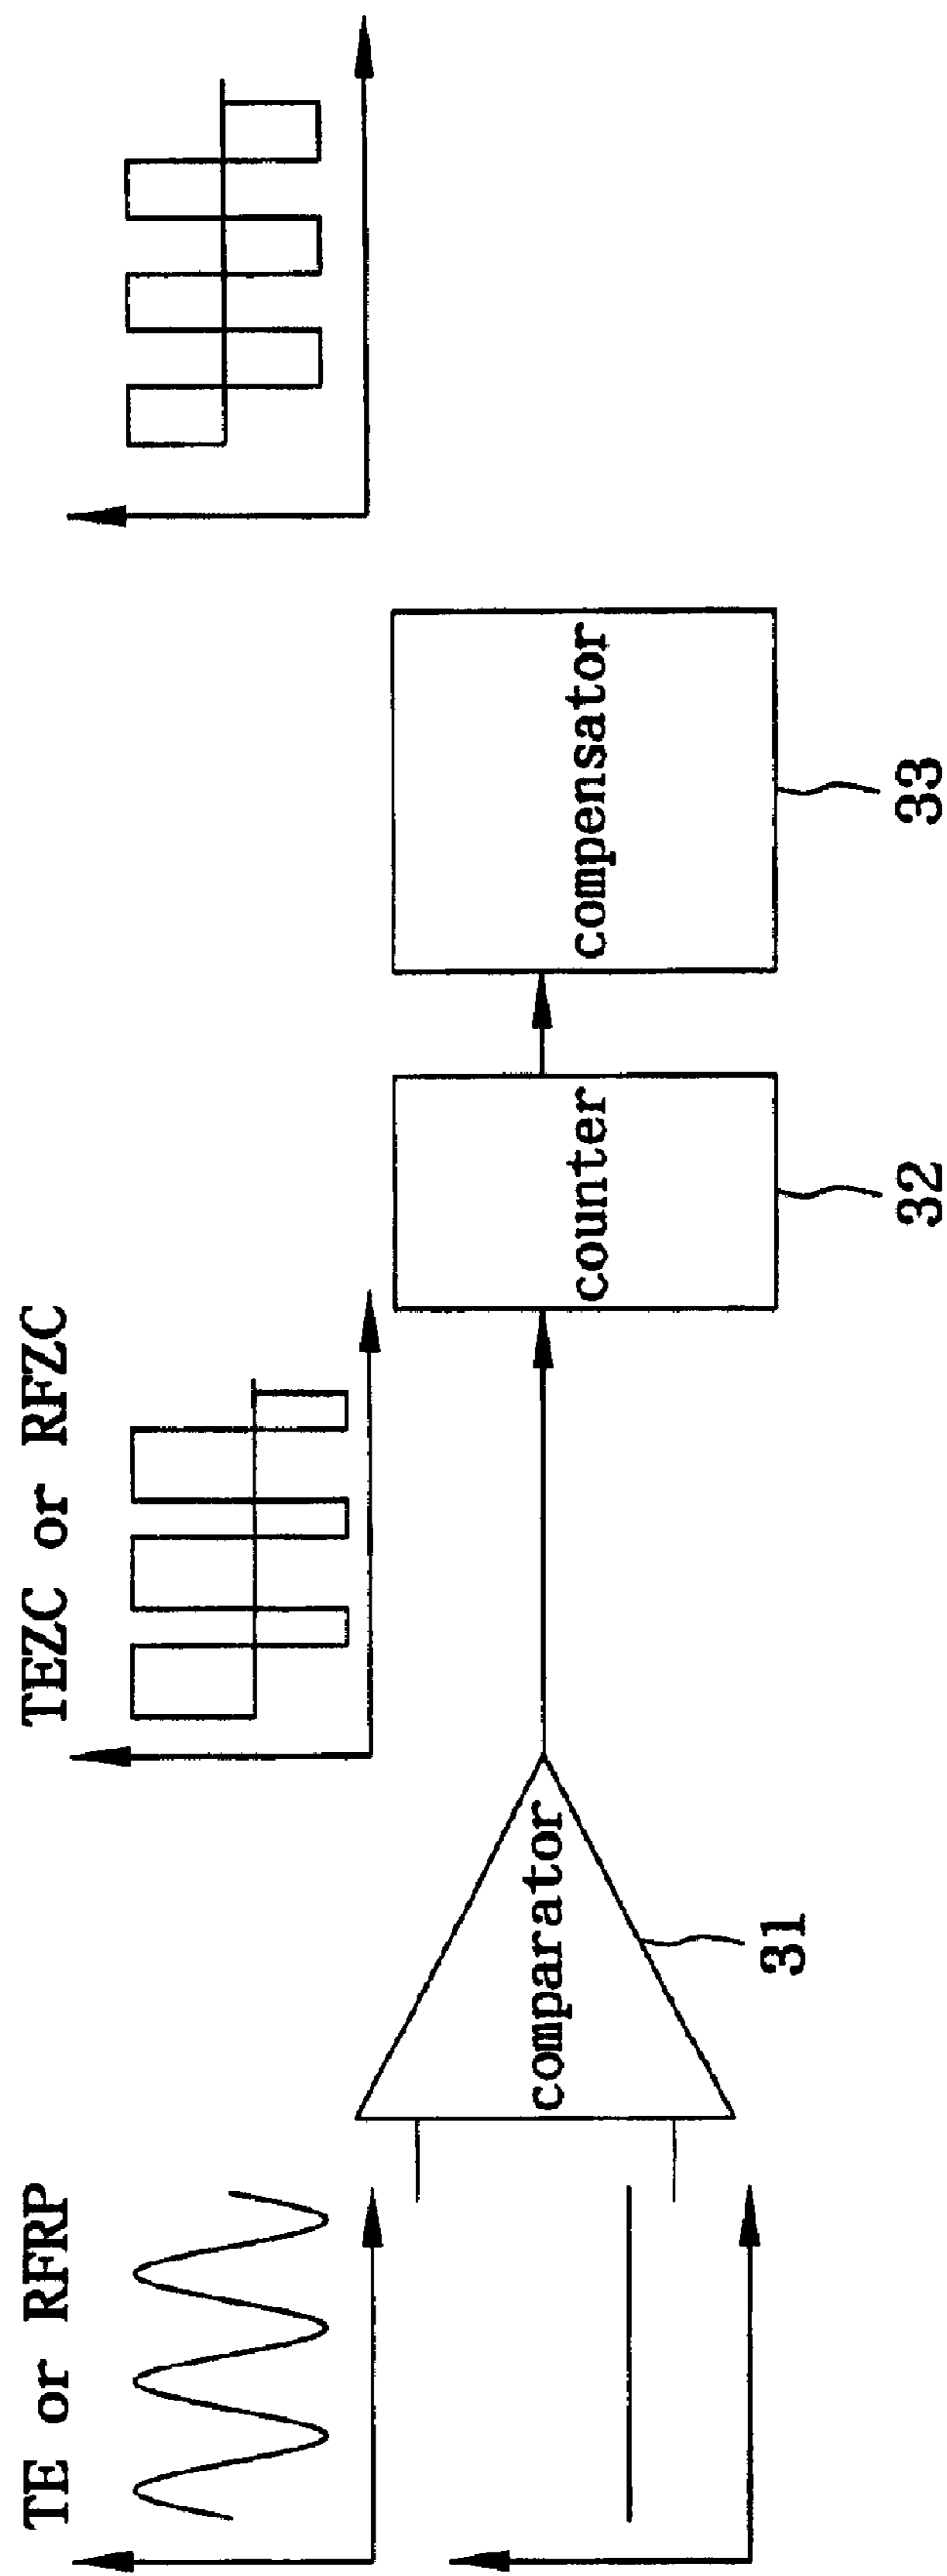 TE or RFRP
TEZC or RFZC
comparator
counter
compensator
31
32
33